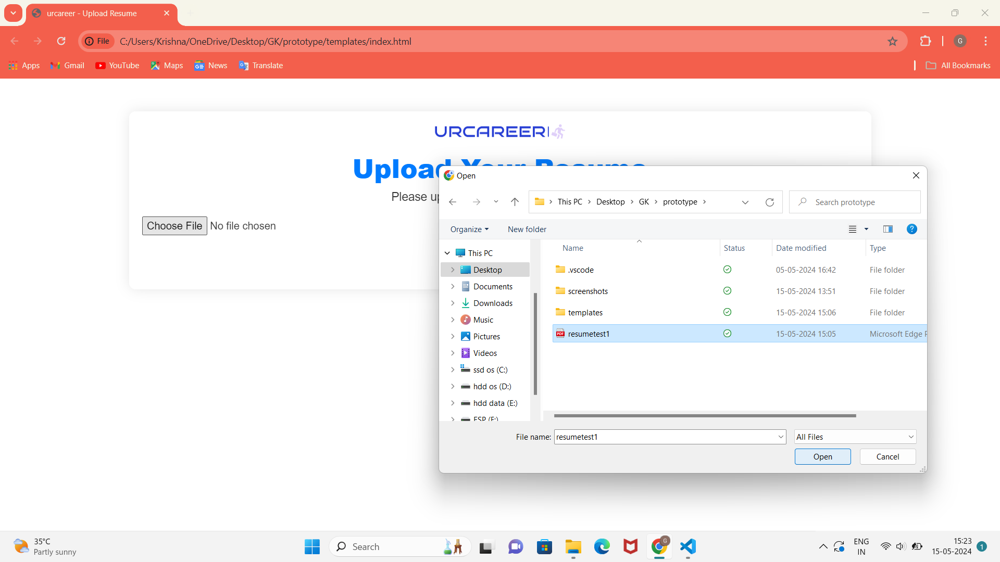 urcareer - Upload Resume
File
C:/Users/Krishna/OneDrive/Desktop/GK/prototype/templates/index.html
G
Apps
Gmail
YouTube
Maps
News
Translate
All Bookmarks
URCAREER
Upload Your Resume
Please up
Choose File No file chosen
Open
This PC > Desktop > GK > prototype >
Search prototype
Organize
New folder
Name
Status
Date modified
Type
This PC
Desktop
Documents
Downloads
Music
Pictures
Videos
ssd os (C:)
hdd os (D:)
hdd data (E:)
.vscode 05-05-2024 16:42 File folder
screenshots 15-05-2024 13:51 File folder
templates 15-05-2024 15:06 File folder
resumetest1 15-05-2024 15:05 Microsoft Edge
File name: resumetest1
All Files
Open
Cancel
35°C
Partly sunny
Search
G
ENG
IN
15:23
15-05-2024
1